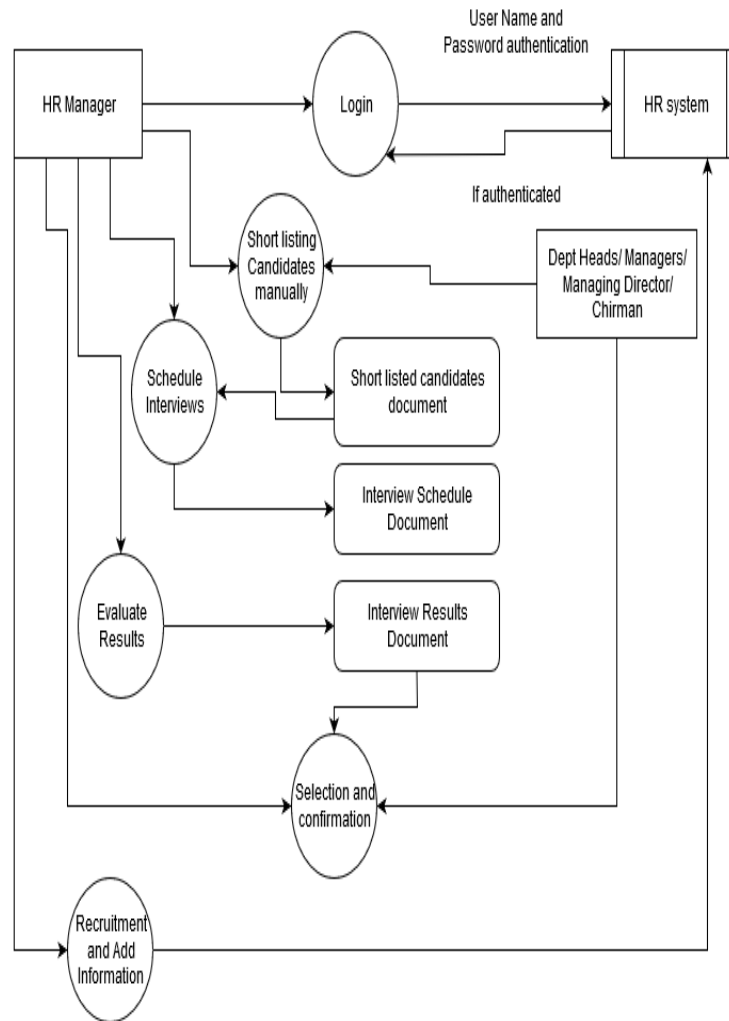 User Name and
Password authentication
HR Manager
Login
HR system
If authenticated
Short listing
Candidates
manually
Dept Heads/ Managers/
Managing Director/
Chirman
Schedule
Interviews
Short listed candidates
document
Interview Schedule
Document
Evaluate
Results
Interview Results
Document
Selection and
confirmation
Recruitment
and Add
Information